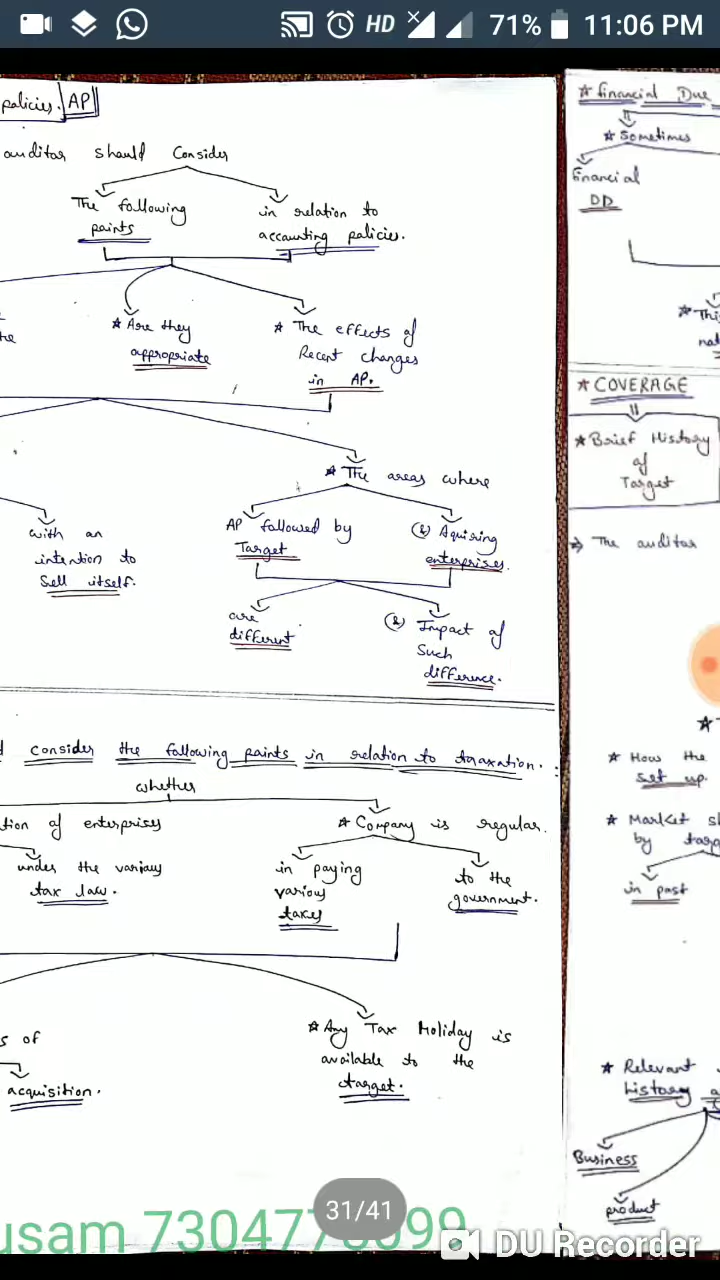 HD 71% 11:06 PM
policies. AP
auditor should Consider
The following
points
in relation to
accounting policies.
* Are they
appropriate
* The effects of
Recent changes
in AP.
* The areas where
with an
intention to
Sell itself.
AP followed by
Target
(&) Aquiring
enterprises.
are
different
(&) Impact of
Such
difference.
consider the following points in relation to taxation.
whether
tion of enterprises
under the various
tax law.
* Company is regular.
in paying
various
taxes
to the
government.
s of
acquisition.
* Any Tax Holiday is
available to the
target.
* financial Due
* Sometimes
financial
DD
* COVERAGE
* Brief History
of
Target
=> The auditor
* How the
set up.
* Market sh
by targ
in past
* Relevant
history
Business
product
31/41
usam 7304778099
DU Recorder